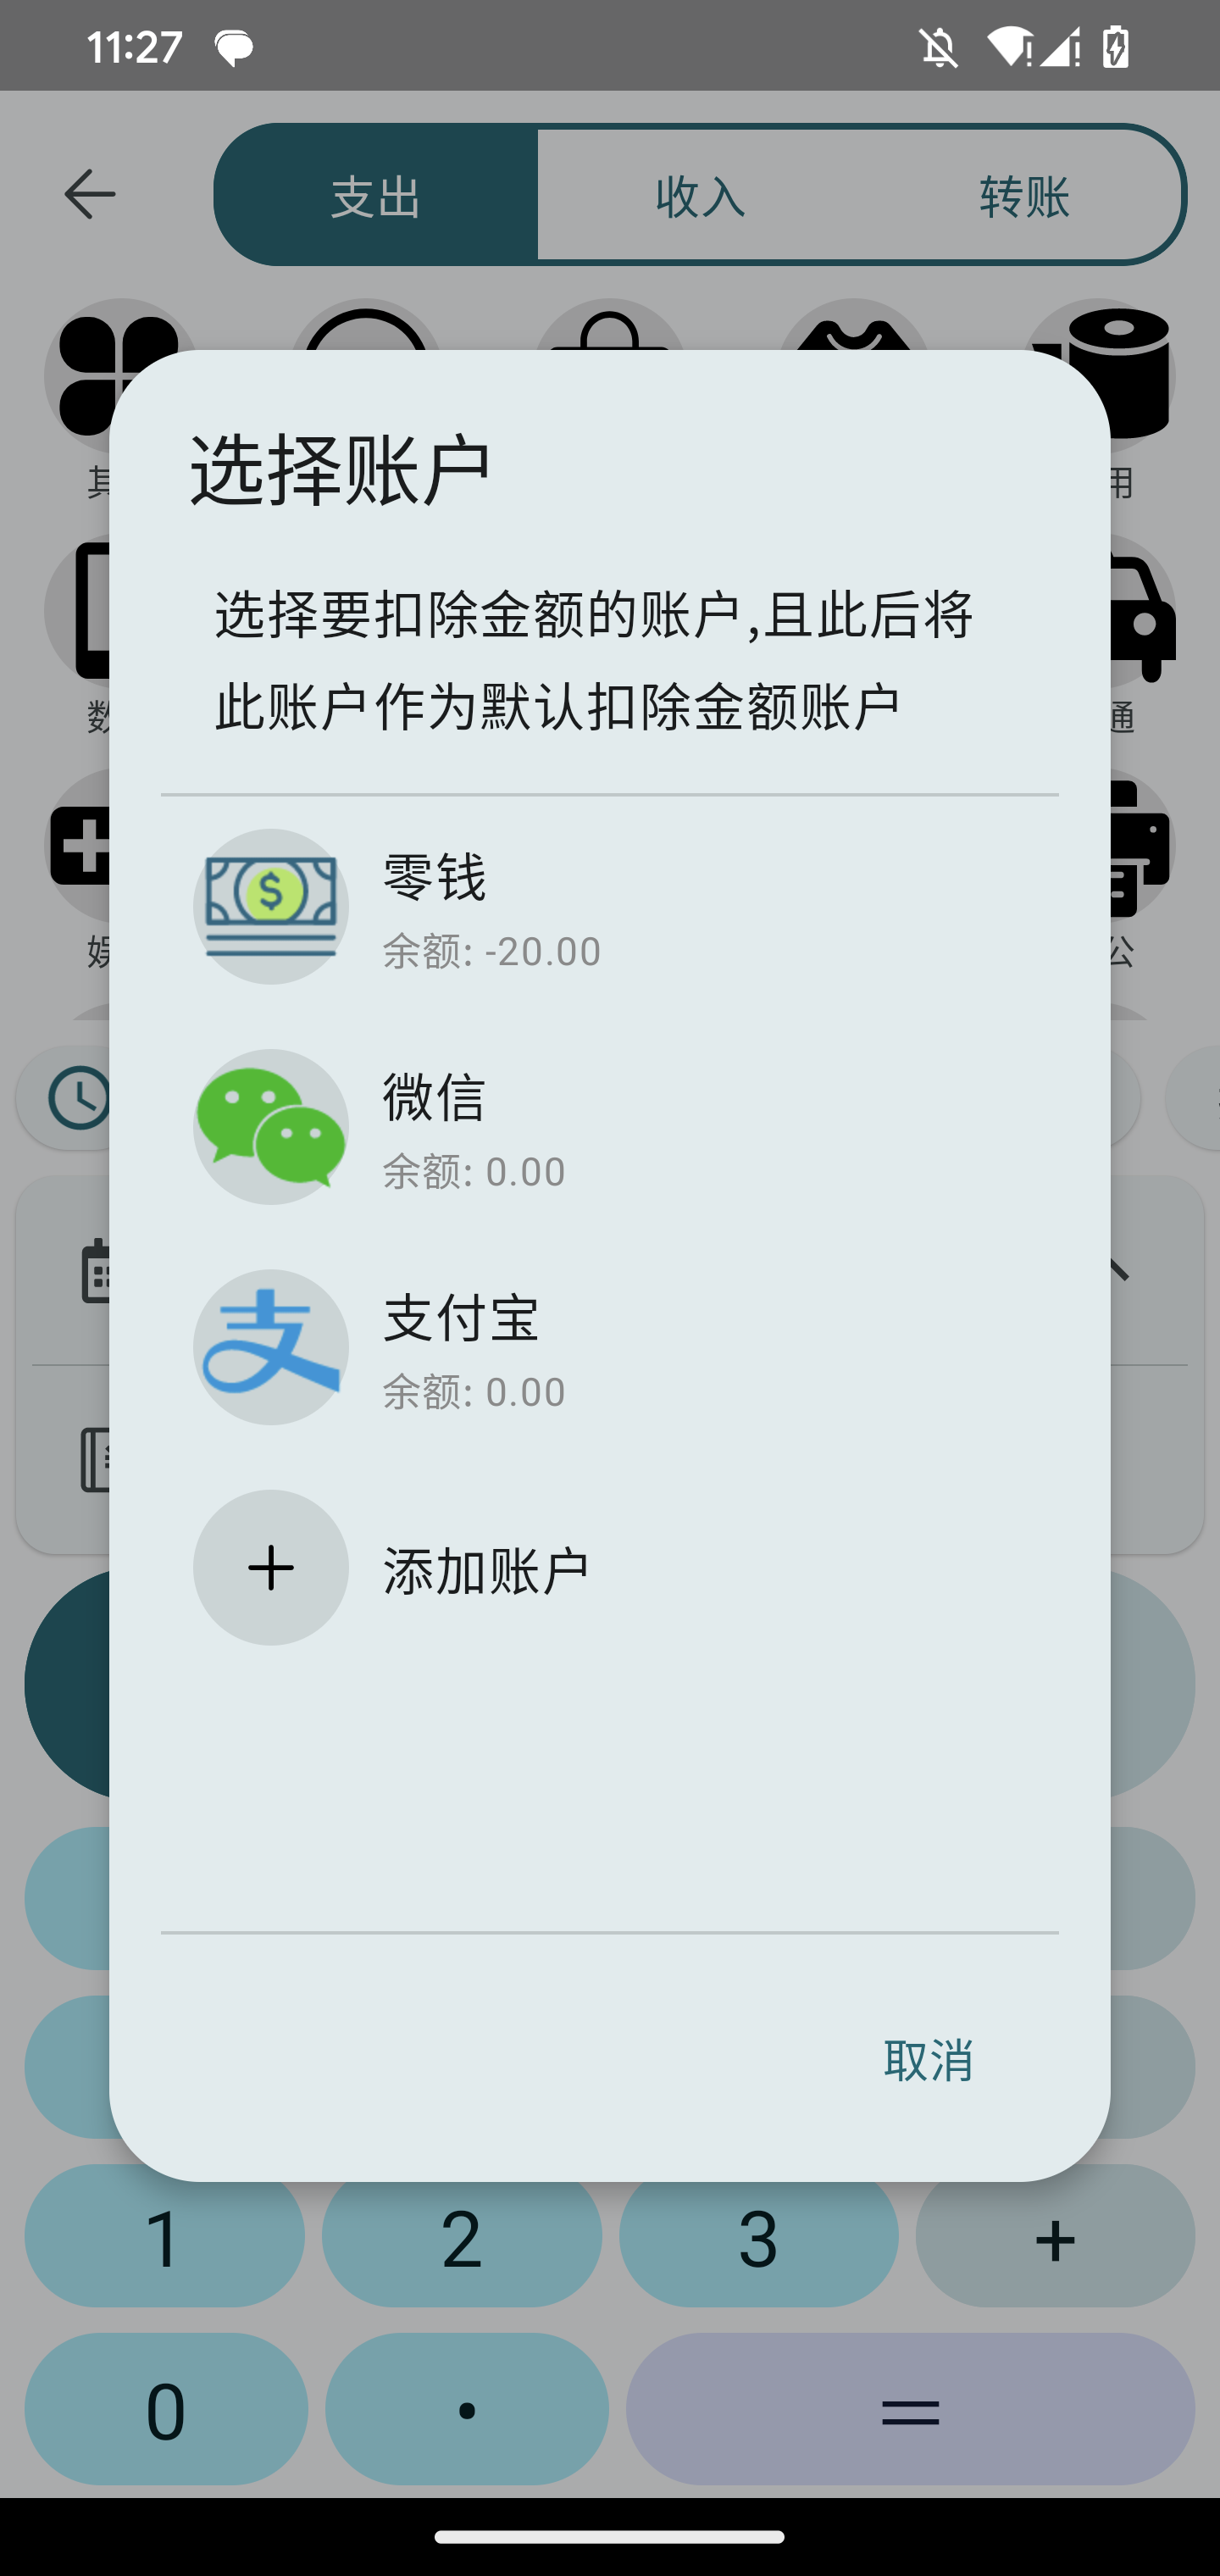 11:27
支出
收入
转账
用
选择账户
选择要扣除金额的账户,且此后将
此账户作为默认扣除金额账户
通
零钱
余额: -20.00
公
微信
余额: 0.00
支付宝
余额: 0.00
添加账户
取消
1
2
3
+
0
•
=